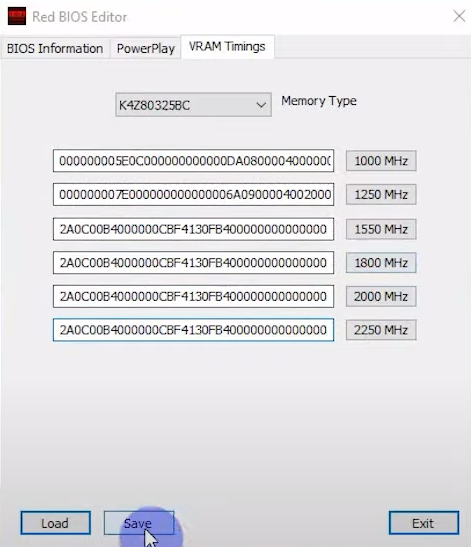 Red BIOS Editor
BIOS Information PowerPlay VRAM Timings
K4Z80325BC Memory Type
000000005E0C000000000000DA080000400000( 1000 MHz
000000007E000000000000006A0900004002000 1250 MHz
2A0C00B4000000CBF4130FB400000000000000 1550 MHz
2A0C00B4000000CBF4130FB400000000000000 1800 MHz
2A0C00B4000000CBF4130FB400000000000000 2000 MHz
2A0C00B4000000CBF4130FB400000000000000 2250 MHz
Load Save Exit